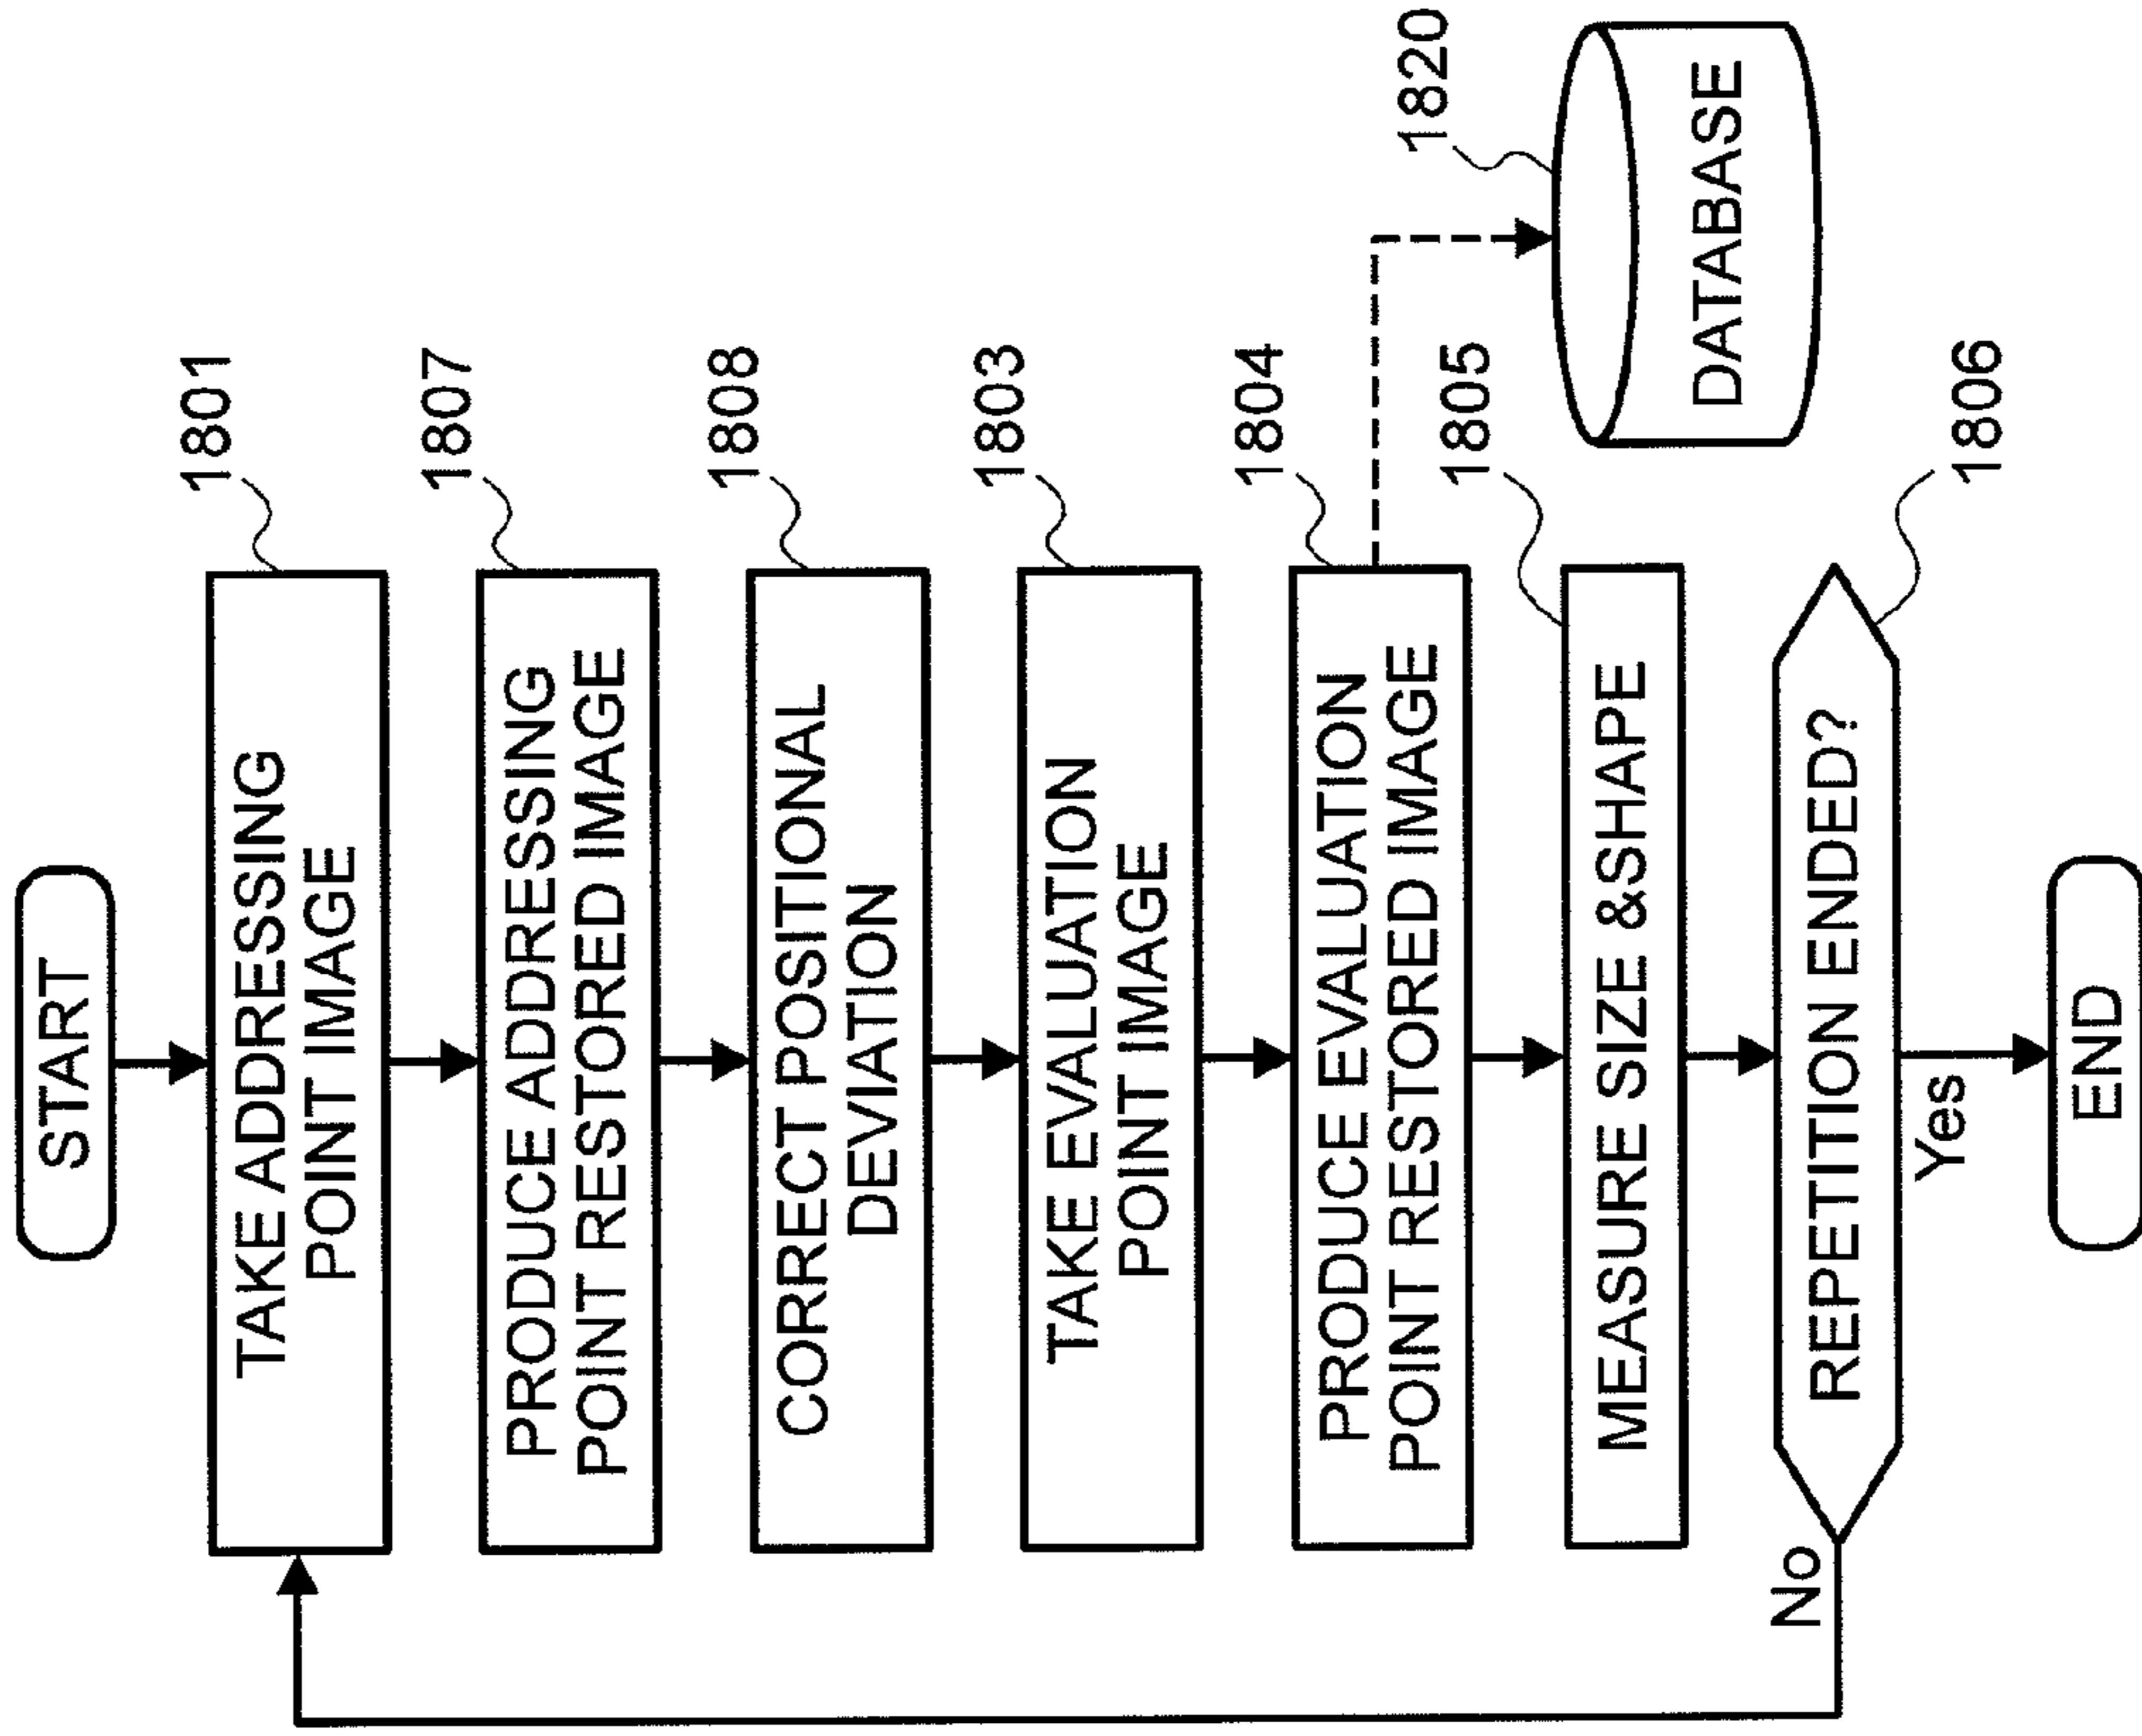 START
1801
TAKE ADDRESSING
POINT IMAGE
1807
PRODUCE ADDRESSING
POINT RESTORED IMAGE
1808
CORRECT POSITIONAL
DEVIATION
1803
TAKE EVALUATION
POINT IMAGE
1804
PRODUCE EVALUATION
POINT RESTORED IMAGE
1820
DATABASE
1805
MEASURE SIZE &SHAPE
1806
REPETITION ENDED?
No
Yes
END